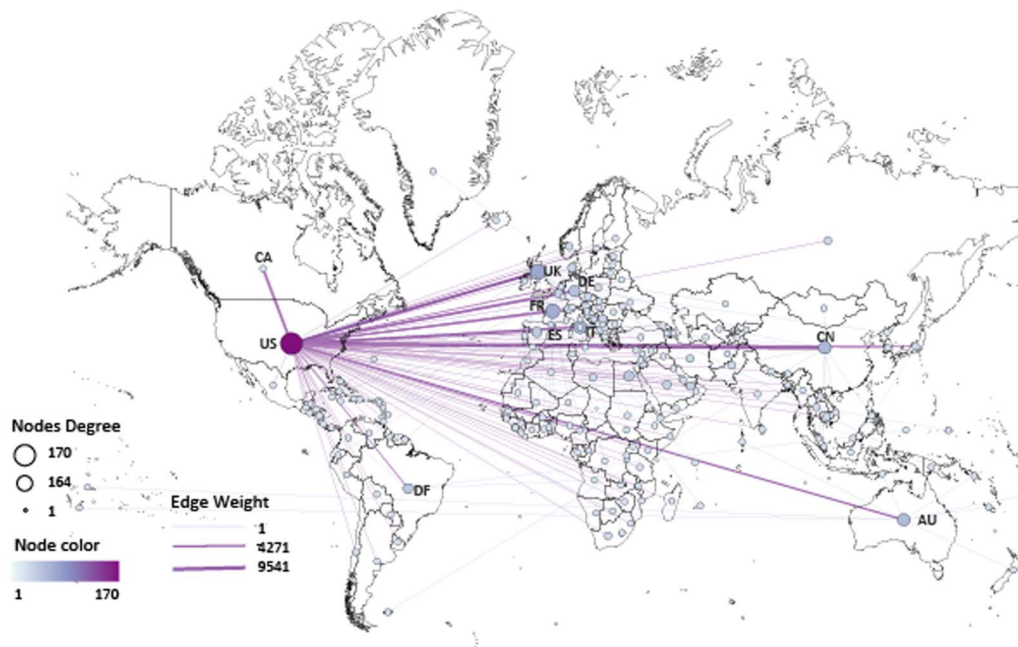 CA
UK
DE
FR
US
ES
IT
CN
DF
AU
Nodes Degree
170
164
1
Edge Weight
1
4271
9541
Node color
1
170